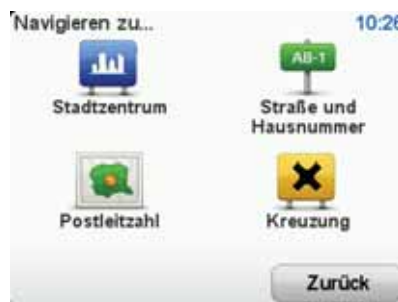 Navigieren zu...
10:26
AB-1
Stadtzentrum
Straße und
Hausnummer
Postleitzahl
Kreuzung
Zurück